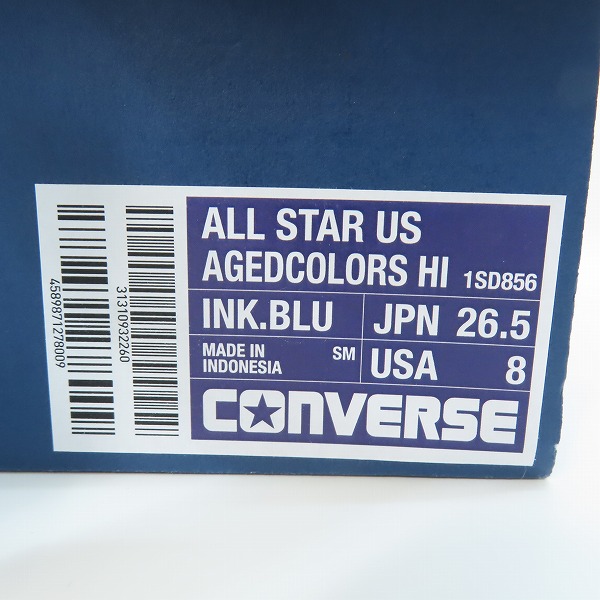 4589871278009
31310932260
ALL STAR US
AGEDCOLORS HI 1SD856
INK.BLU JPN 26.5
MADE IN INDONESIA SM USA 8
CONVERSE